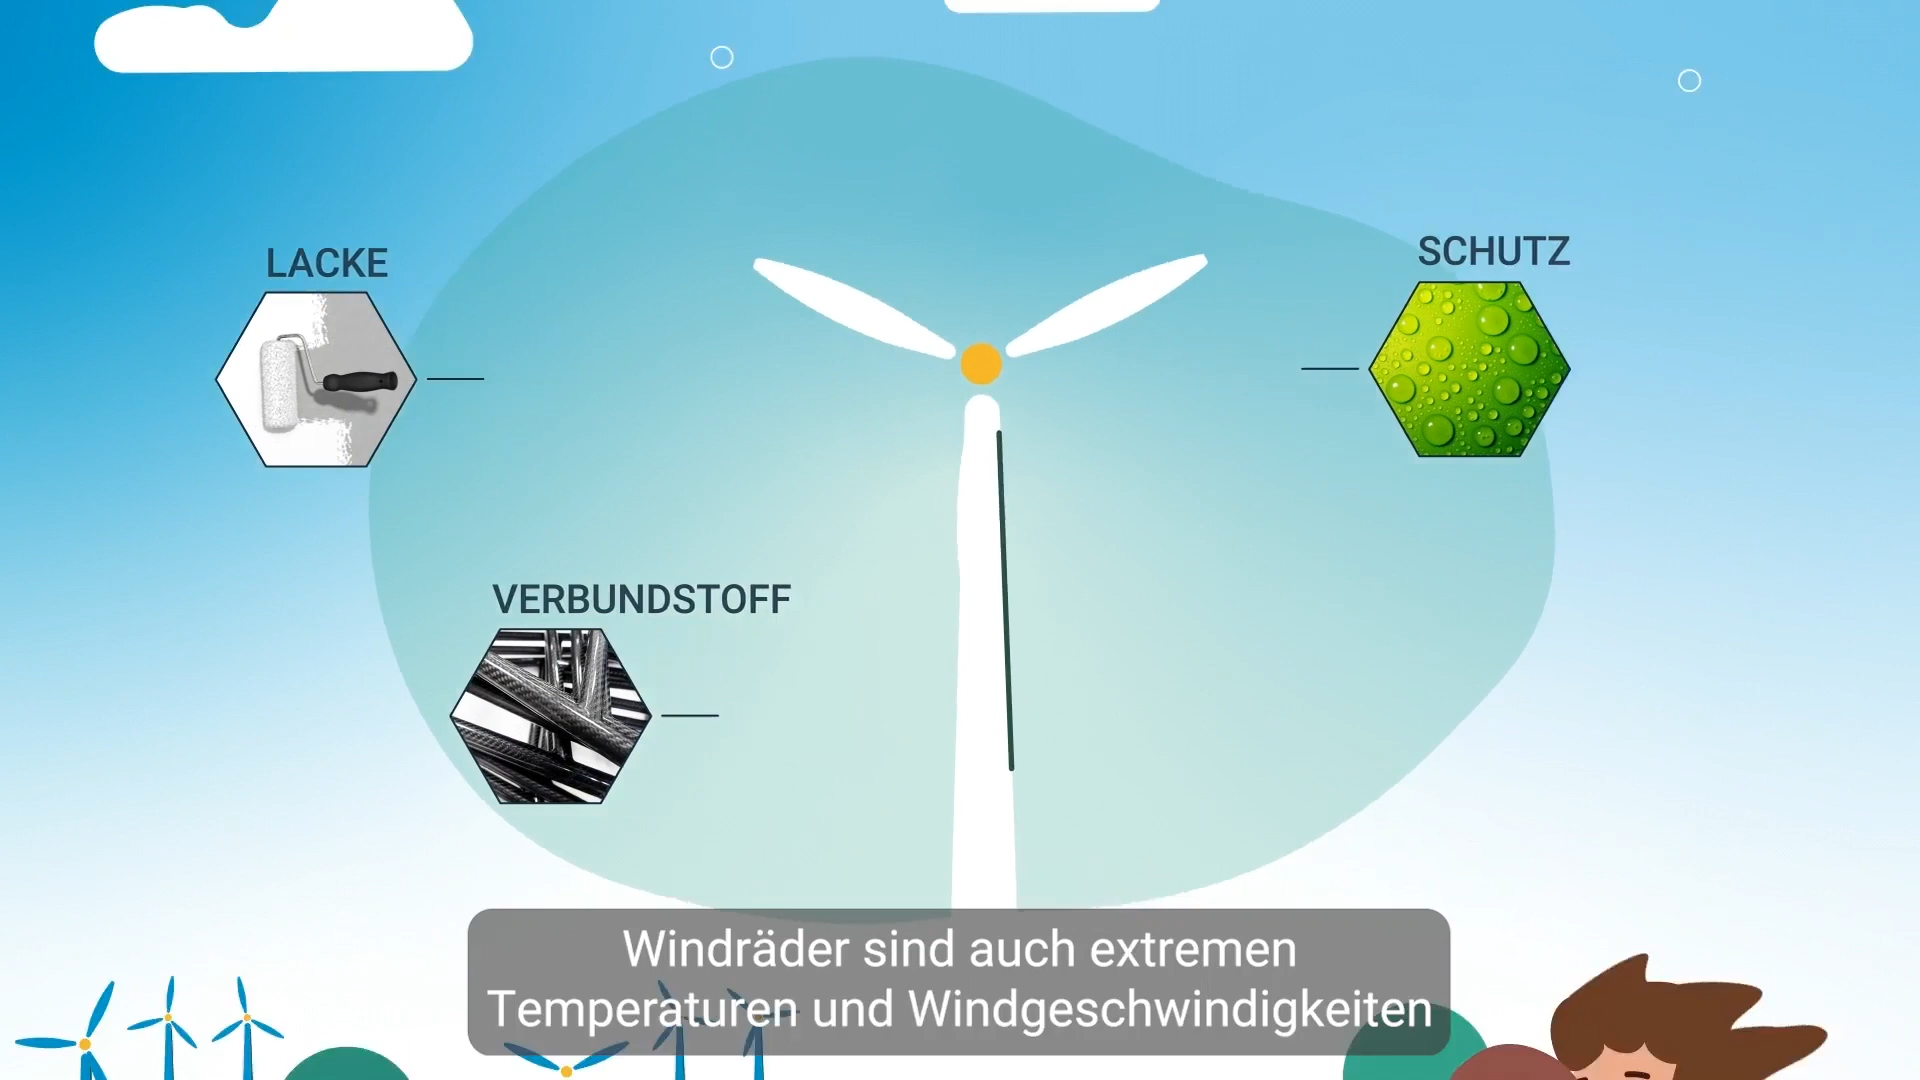 LACKE
SCHUTZ
VERBUNDSTOFF
Windräder sind auch extremen
Temperaturen und Windgeschwindigkeiten